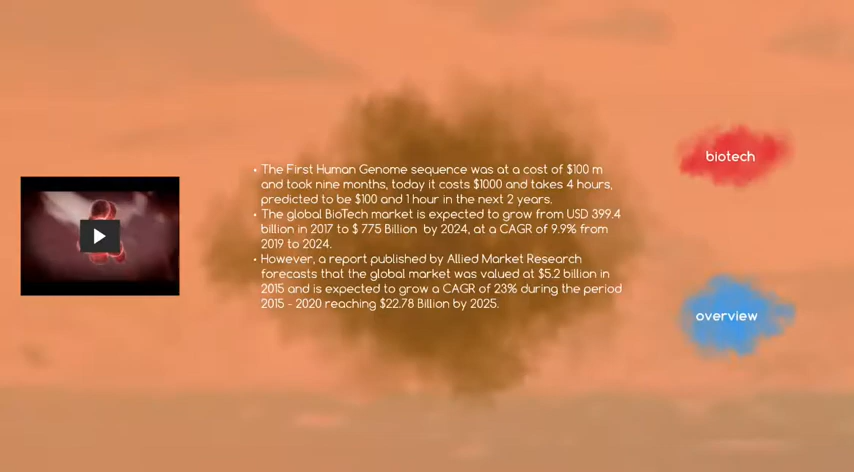 • The First Human Genome sequence was at a cost of $100 m
and took nine months, today it costs $1000 and takes 4 hours,
predicted to be $100 and 1 hour in the next 2 years.
• The global BioTech market is expected to grow from USD 399.4
billion in 2017 to $ 775 Billion by 2024, at a CAGR of 9.9% from
2019 to 2024.
• However, a report published by Allied Market Research
forecasts that the global market was valued at $5.2 billion in
2015 and is expected to grow a CAGR of 23% during the period
2015 - 2020 reaching $22.78 Billion by 2025.
biotech
overview